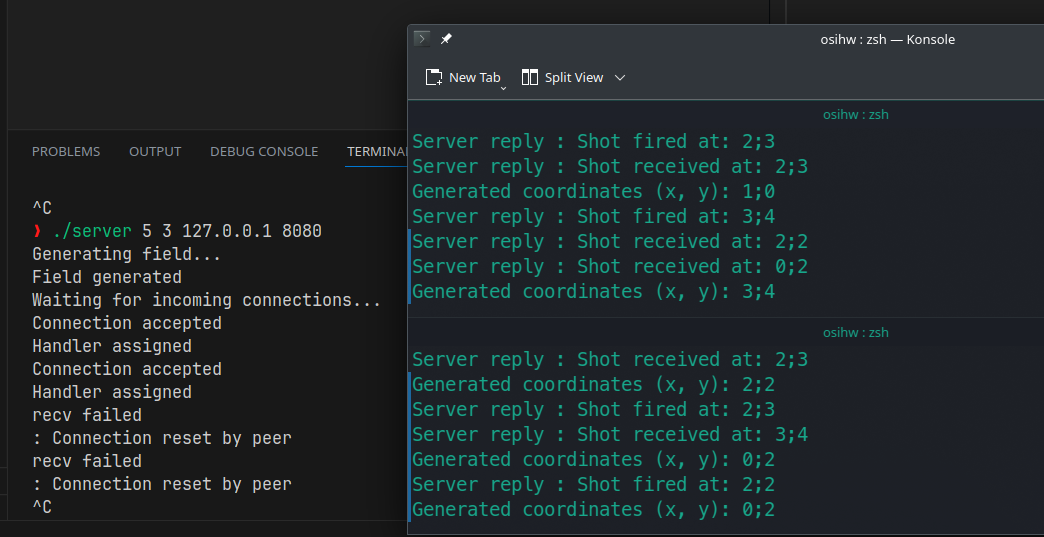 PROBLEMS OUTPUT DEBUG CONSOLE TERMINA
^C
❯ ./server 5 3 127.0.0.1 8080
Generating field...
Field generated
Waiting for incoming connections...
Connection accepted
Handler assigned
Connection accepted
Handler assigned
recv failed
: Connection reset by peer
recv failed
: Connection reset by peer
^C
osihw : zsh — Konsole
New Tab Split View
osihw : zsh
Server reply : Shot fired at: 2;3
Server reply : Shot received at: 2;3
Generated coordinates (x, y): 1;0
Server reply : Shot fired at: 3;4
Server reply : Shot received at: 2;2
Server reply : Shot received at: 0;2
Generated coordinates (x, y): 3;4
osihw : zsh
Server reply : Shot received at: 2;3
Generated coordinates (x, y): 2;2
Server reply : Shot fired at: 2;3
Server reply : Shot received at: 3;4
Generated coordinates (x, y): 0;2
Server reply : Shot fired at: 2;2
Generated coordinates (x, y): 0;2